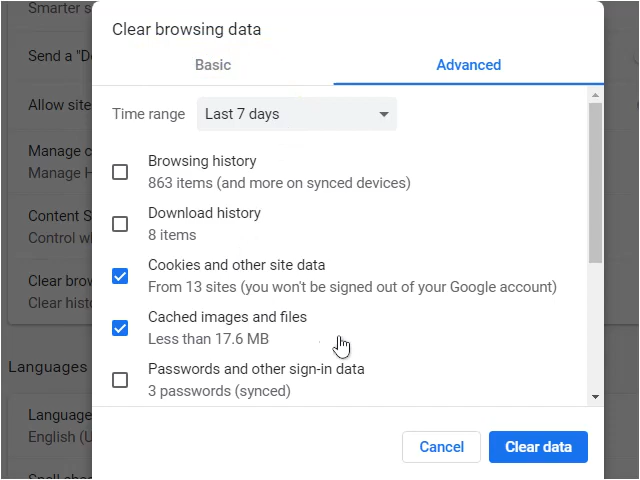 Smarter s
Clear browsing data
Send a "Do
Basic
Advanced
Allow site
Time range
Last 7 days
Manage c
Manage H
Browsing history
863 items (and more on synced devices)
Content S
Control wh
Download history
8 items
Clear brow
Clear histo
Cookies and other site data
From 13 sites (you won't be signed out of your Google account)
Cached images and files
Less than 17.6 MB
Languages
Passwords and other sign-in data
3 passwords (synced)
Language
English (U
Cancel
Clear data